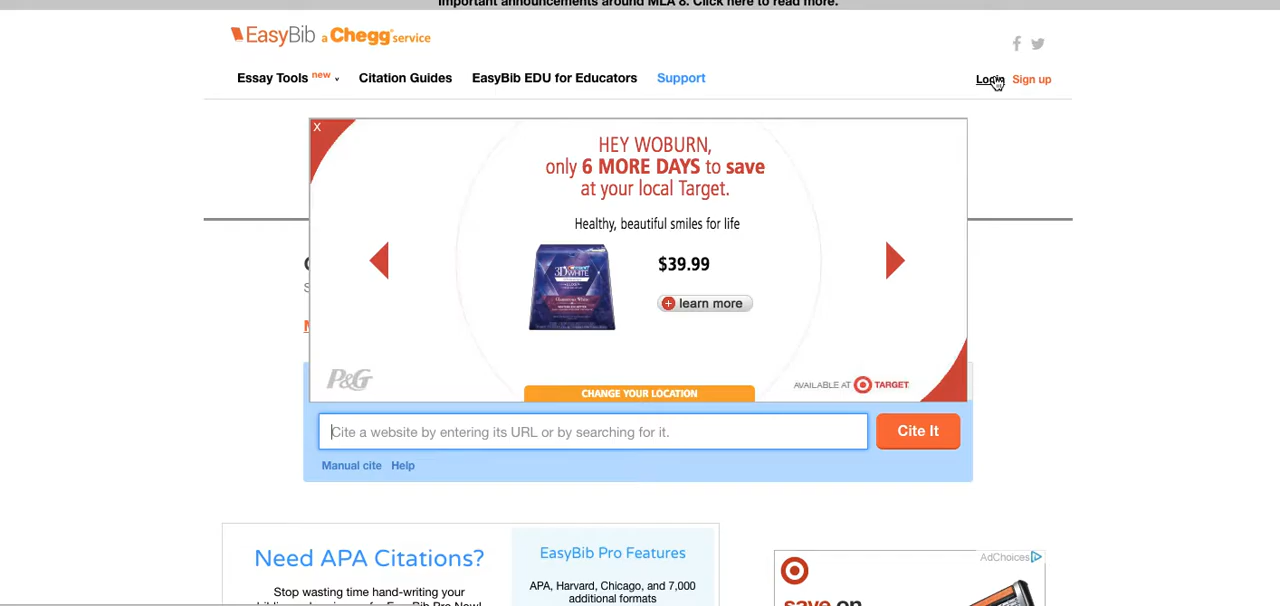 Important announcements around MLA 8. Click here to read more.
EasyBib a Chegg service
Essay Tools new Citation Guides EasyBib EDU for Educators Support Login Sign up
X
HEY WOBURN,
only 6 MORE DAYS to save
at your local Target.
Healthy, beautiful smiles for life
3D WHITE
$39.99
+ learn more
P&G
AVAILABLE AT TARGET
CHANGE YOUR LOCATION
Cite a website by entering its URL or by searching for it.
Cite It
Manual cite Help
Need APA Citations?
Stop wasting time hand-writing your
EasyBib Pro Features
APA, Harvard, Chicago, and 7,000
additional formats
AdChoices
save on